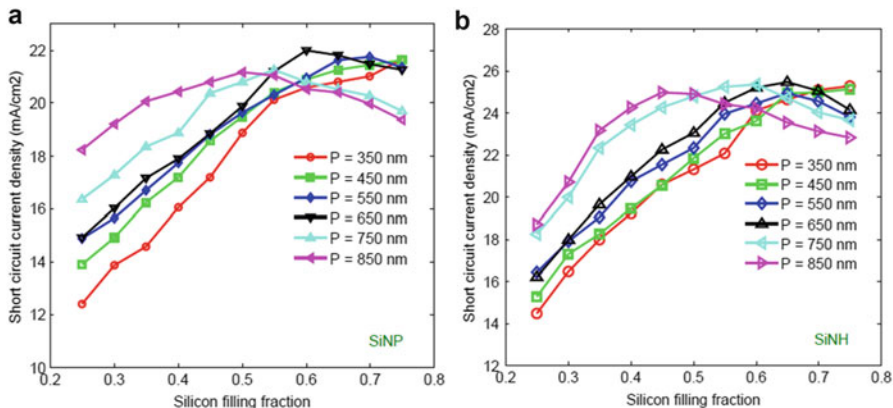 a
Short circuit current density (mA/cm2)
22
20
18
16
14
12
10
0.2 0.3 0.4 0.5 0.6 0.7 0.8
Silicon filling fraction
P = 350 nm
P = 450 nm
P = 550 nm
P = 650 nm
P = 750 nm
P = 850 nm
SiNP
b
Short circuit current density (mA/cm2)
28
26
24
22
20
18
16
14
12
0.2 0.3 0.4 0.5 0.6 0.7 0.8
Silicon filling fraction
P = 350 nm
P = 450 nm
P = 550 nm
P = 650 nm
P = 750 nm
P = 850 nm
SiNH